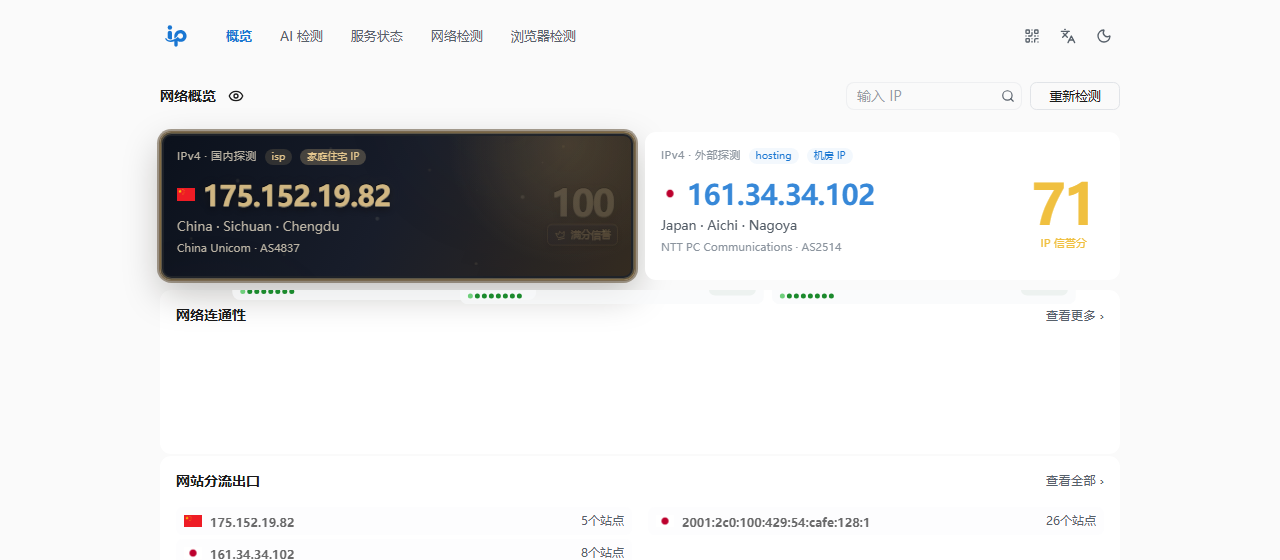 ip 概览 AI 检测 服务状态 网络检测 浏览器检测
网络概览 输入 IP 重新检测
IPv4 · 国内探测 isp 家庭住宅 IP
175.152.19.82
100
China · Sichuan · Chengdu
满分信誉
China Unicom · AS4837
IPv4 · 外部探测 hosting 机房 IP
161.34.34.102
71
Japan · Aichi · Nagoya
IP 信誉分
NTT PC Communications · AS2514
网络连通性 查看更多 ›
网站分流出口 查看全部 ›
175.152.19.82 5个站点
2001:2c0:100:429:54:cafe:128:1 26个站点
161.34.34.102 8个站点